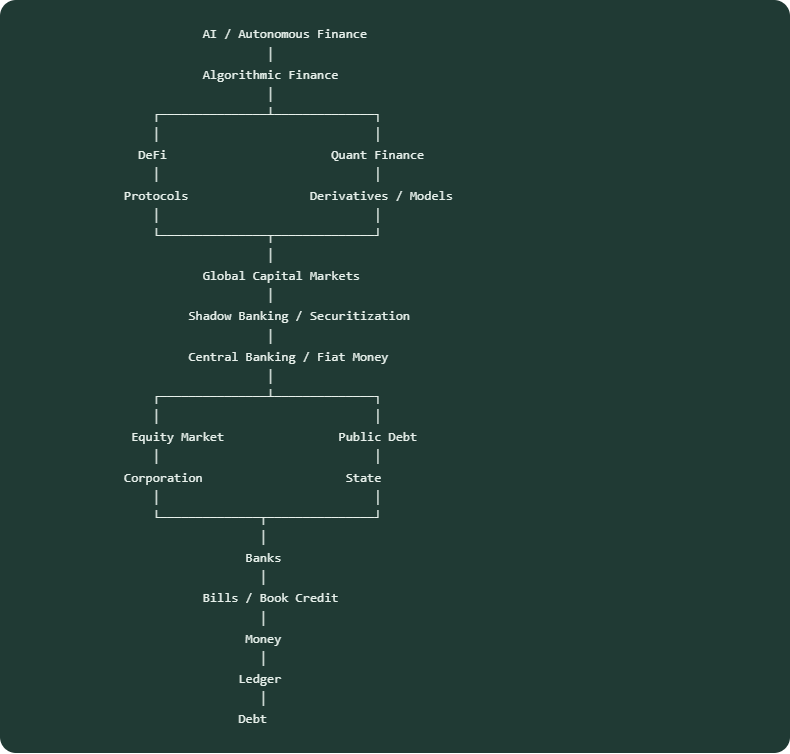 AI / Autonomous Finance
Algorithmic Finance
DeFi Quant Finance
Protocols Derivatives / Models
Global Capital Markets
Shadow Banking / Securitization
Central Banking / Fiat Money
Equity Market Public Debt
Corporation State
Banks
Bills / Book Credit
Money
Ledger
Debt